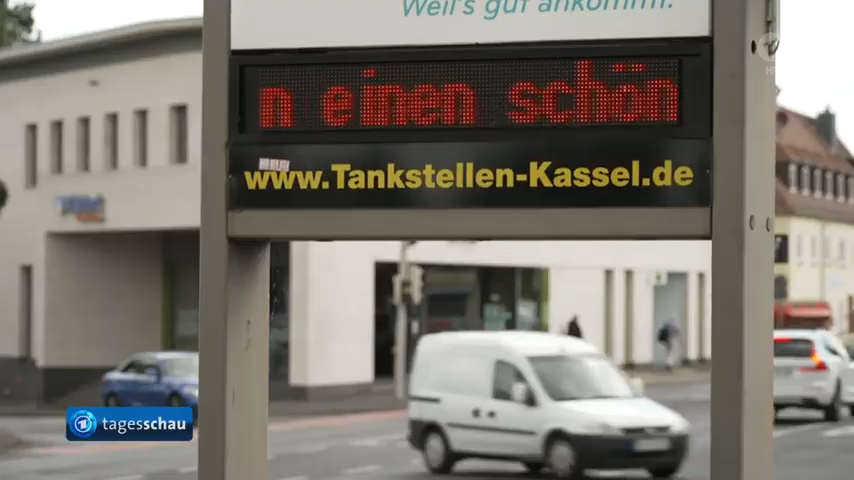 Weil's gut ankommt.
n einen schön
www.Tankstellen-Kassel.de
tagesschau